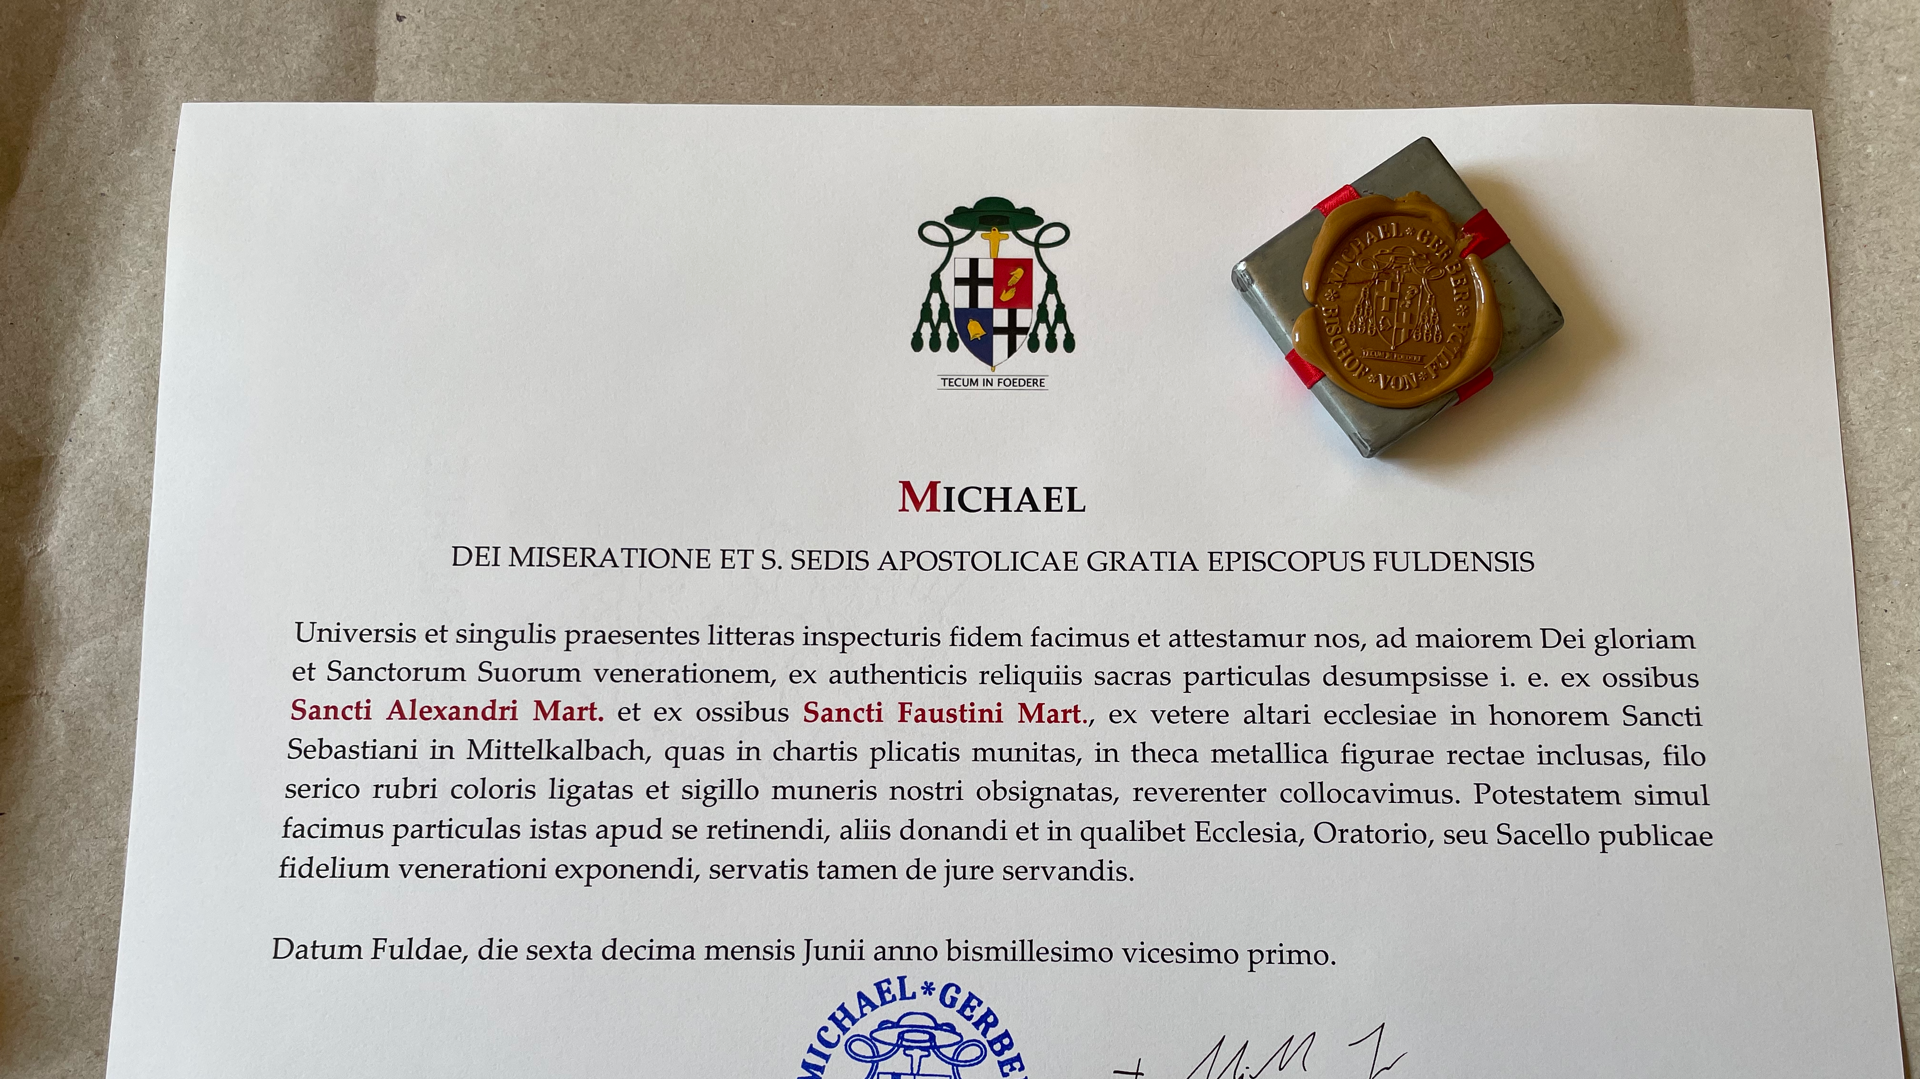 TECUM IN FOEDERE
MICHAEL * GERBER * BISCHOF * VON * FULDA *
TECUM IN FOEDERE
MICHAEL
DEI MISERATIONE ET S. SEDIS APOSTOLICAE GRATIA EPISCOPUS FULDENSIS
Universis et singulis praesentes litteras inspecturis fidem facimus et attestamur nos, ad maiorem Dei gloriam
et Sanctorum Suorum venerationem, ex authenticis reliquiis sacras particulas desumpsisse i. e. ex ossibus
Sancti Alexandri Mart. et ex ossibus Sancti Faustini Mart., ex vetere altari ecclesiae in honorem Sancti
Sebastiani in Mittelkalbach, quas in chartis plicatis munitas, in theca metallica figurae rectae inclusas, filo
serico rubri coloris ligatas et sigillo muneris nostri obsignatas, reverenter collocavimus. Potestatem simul
facimus particulas istas apud se retinendi, aliis donandi et in qualibet Ecclesia, Oratorio, seu Sacello publicae
fidelium venerationi exponendi, servatis tamen de jure servandis.
Datum Fuldae, die sexta decima mensis Junii anno bismillesimo vicesimo primo.
MICHAEL * GERBE